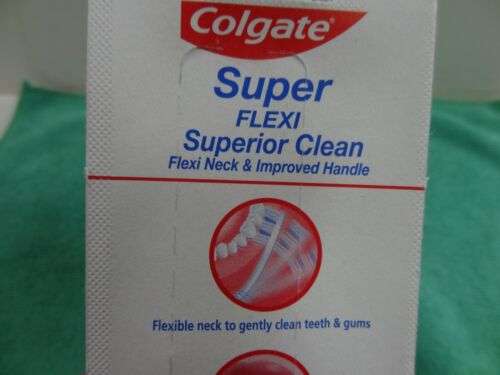 Colgate®
Super
FLEXI
Superior Clean
Flexi Neck & Improved Handle
Flexible neck to gently clean teeth & gums